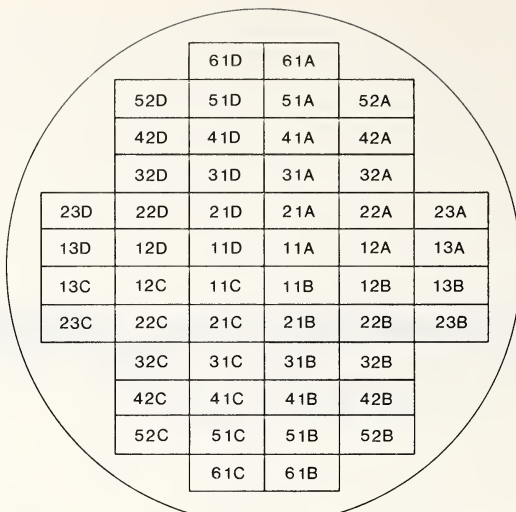 61D 61A
52D 51D 51A 52A
42D 41D 41A 42A
32D 31D 31A 32A
23D 22D 21D 21A 22A 23A
13D 12D 11D 11A 12A 13A
13C 12C 11C 11B 12B 13B
23C 22C 21C 21B 22B 23B
32C 31C 31B 32B
42C 41C 41B 42B
52C 51C 51B 52B
61C 61B